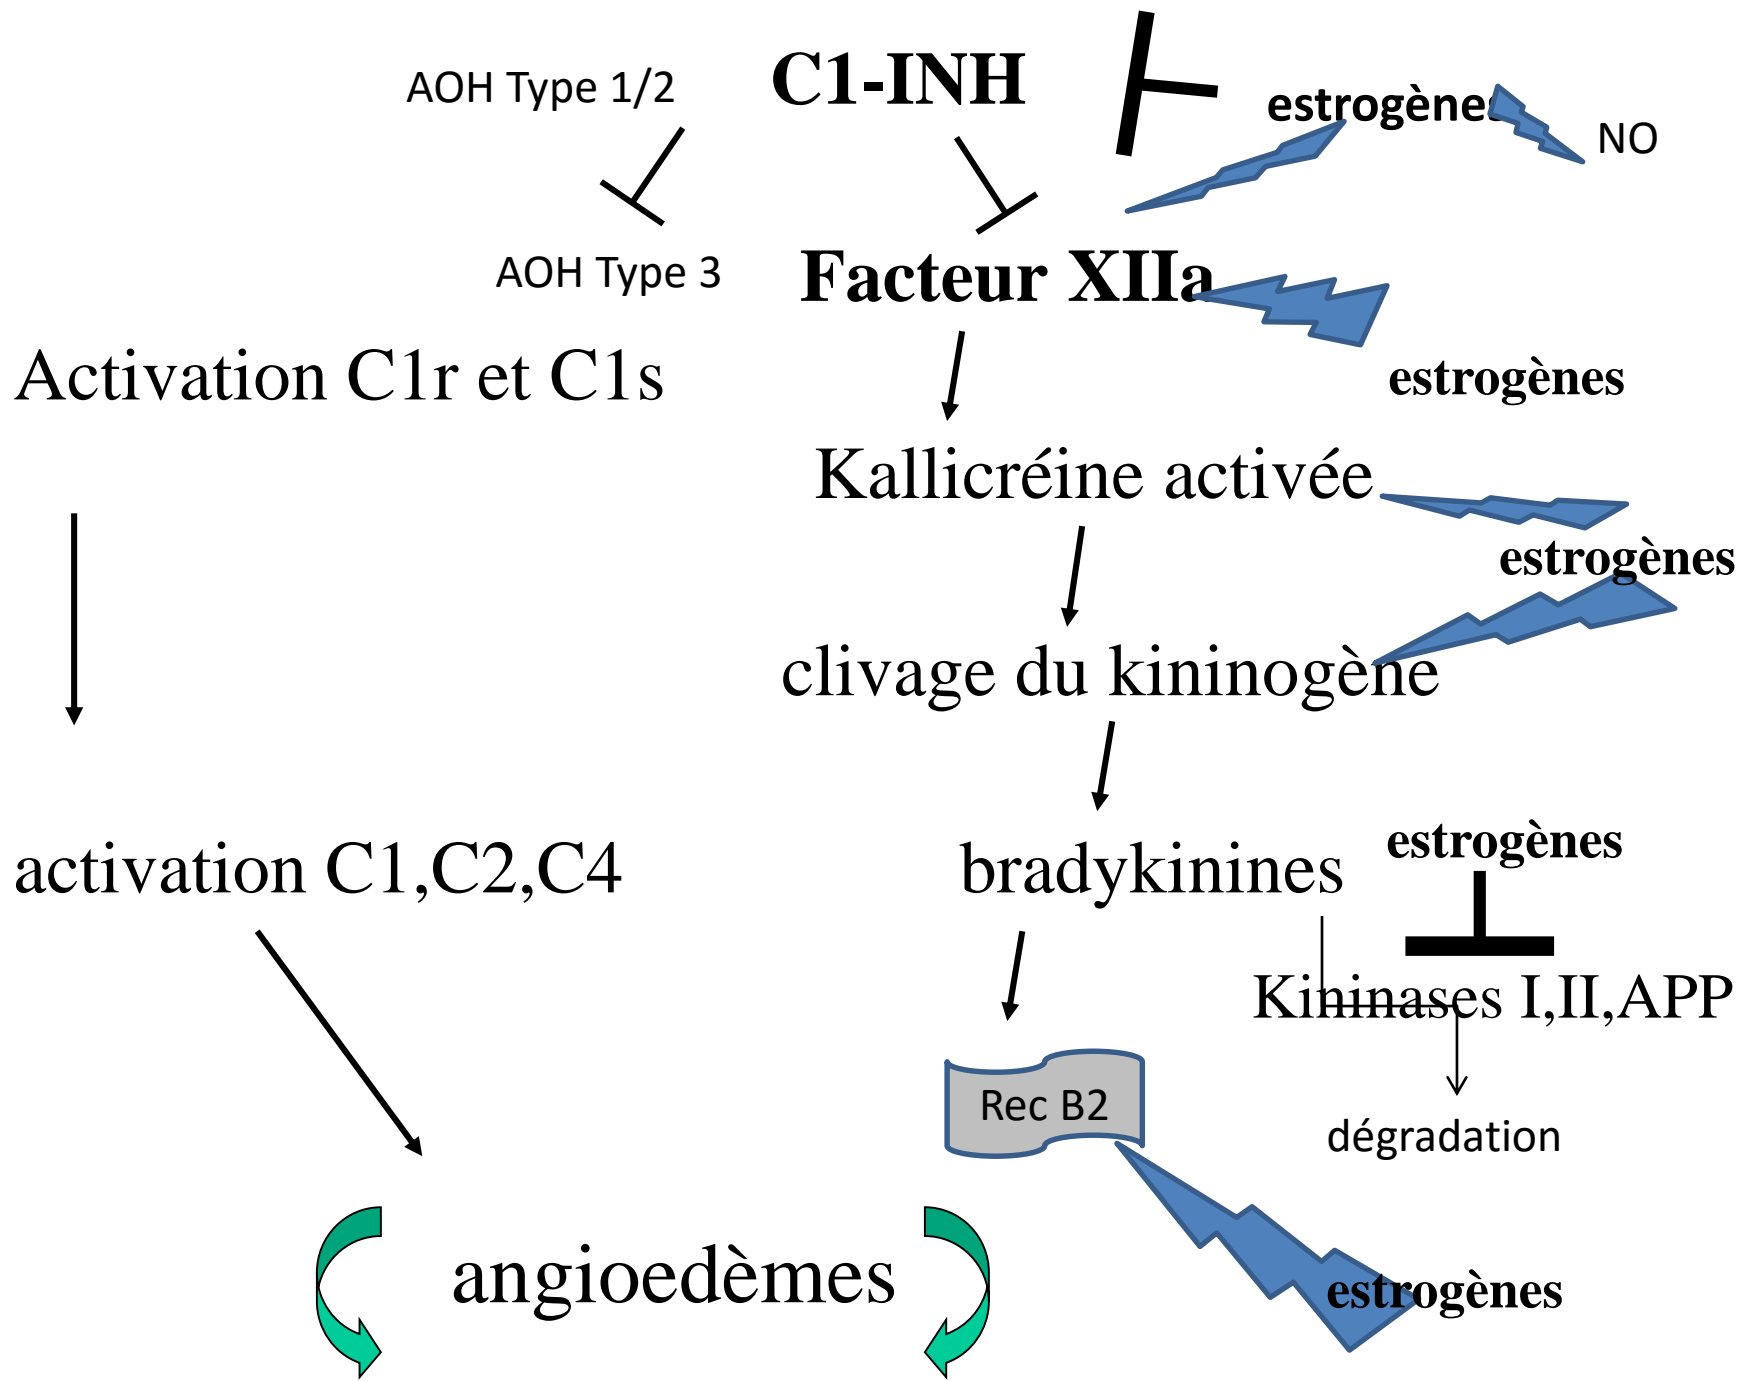 AOH Type 1/2
C1-INH
estrogènes
NO
AOH Type 3
Facteur XIIa
Activation C1r et C1s
estrogènes
Kallicréine activée
estrogènes
clivage du kininogène
activation C1,C2,C4
bradykinines
estrogènes
Kininases I,II,APP
Rec B2
dégradation
angioedèmes
estrogènes